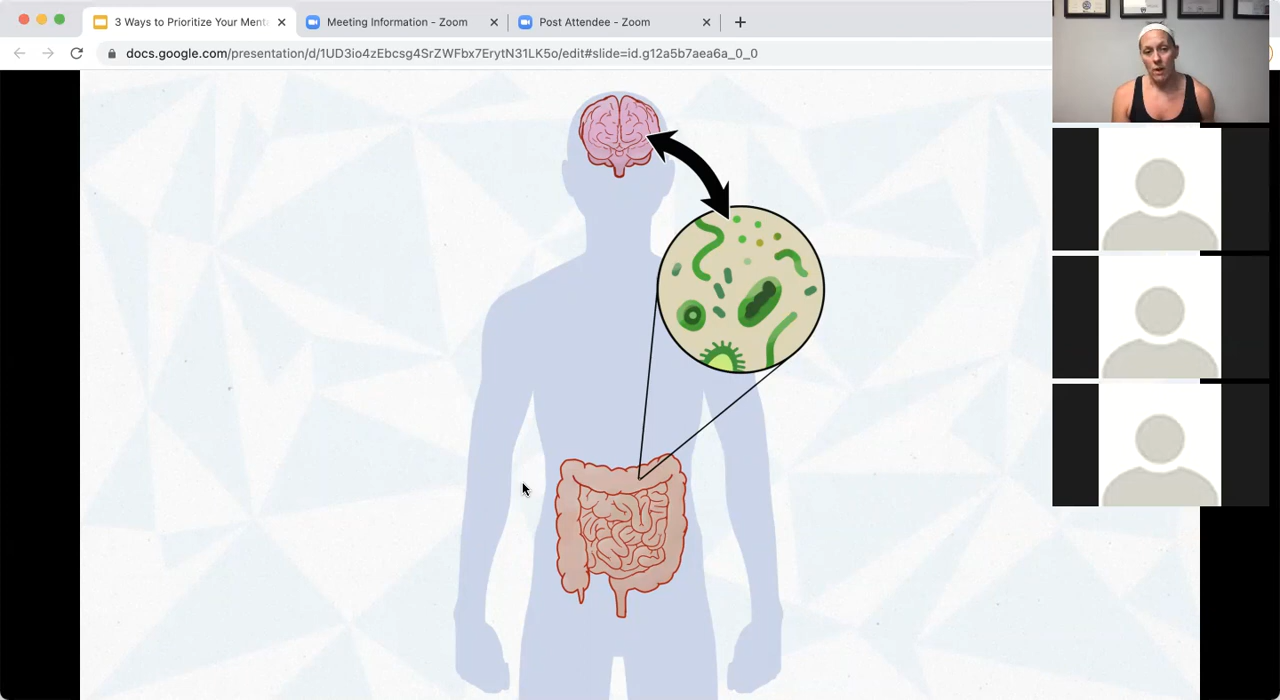 3 Ways to Prioritize Your Ment
Meeting Information - Zoom
Post Attendee - Zoom
docs.google.com/presentation/d/1UD3io4zEbcsg4SrZWFbx7ErytN31LK5o/edit#slide=id.g12a5b7aea6a_0_0